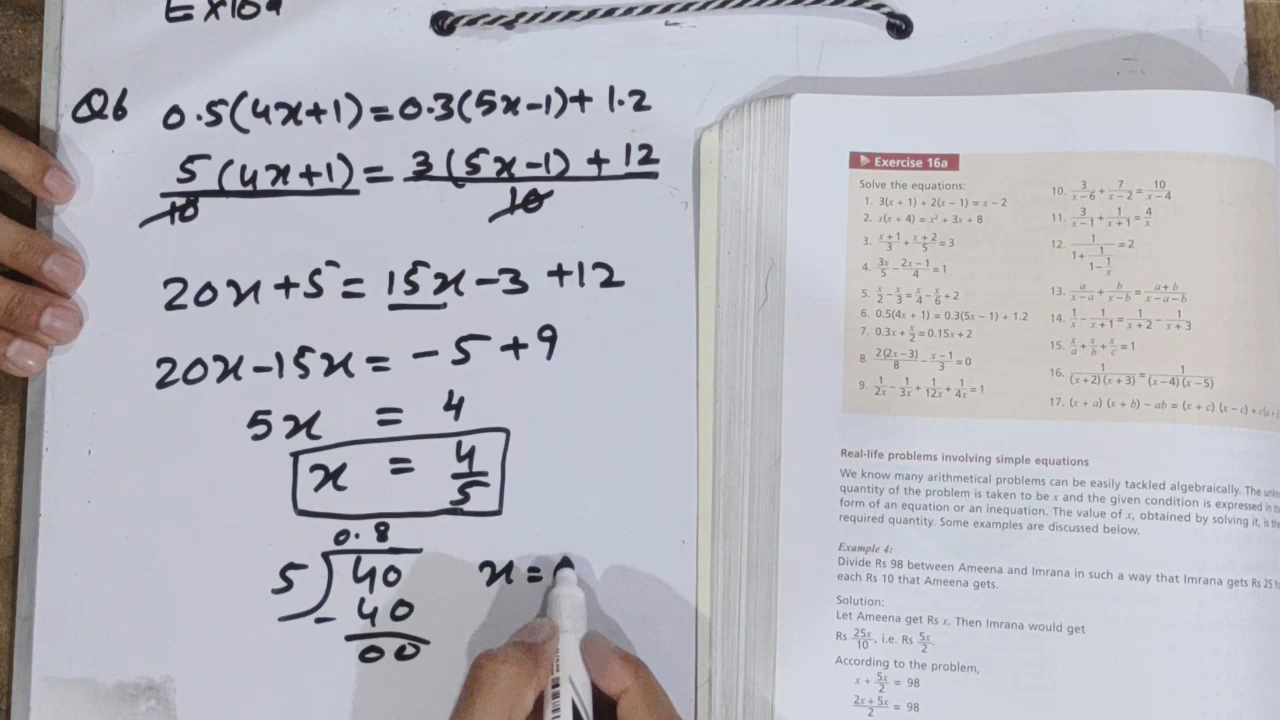 Ex16a
Q6 0.5(4x+1)=0.3(5x-1)+1.2
5(4x+1)/10 = 3(5x-1)+12/10
20x+5=15x-3+12
20x-15x= -5+9
5x = 4
x = 4/5
0.8
5)40
-40
00
x=
Exercise 16a
Solve the equations:
1. 3(x + 1) + 2(x − 1) = x − 2
2. x(x + 4) = x² + 3x + 8
3. x+1/3 + x+2/5 = 3
4. 3x/5 − 2x−1/4 = 1
5. x/2 − x/3 = x/4 − x/6 + 2
6. 0.5(4x + 1) = 0.3(5x − 1) + 1.2
7. 0.3x + x/2 = 0.15x + 2
8. 2(2x−3)/8 − x−1/3 = 0
9. 1/2x − 1/3x + 1/12x + 1/4x = 1
10. 3/x−6 + 7/x−2 = 10/x−4
11. 3/x−1 + 1/x+1 = 4/x
12. 1/1+1/1−1/x = 2
13. a/x−a + b/x−b = a+b/x−a−b
14. 1/x − 1/x+1 = 1/x+2 − 1/x+3
15. x/a + x/b + x/c = 1
16. 1/(x+2)(x+3) = 1/(x−4)(x−5)
17. (x + a) (x + b) − ab = (x + c) (x − c) + c(a+
Real-life problems involving simple equations
We know many arithmetical problems can be easily tackled algebraically. The
quantity of the problem is taken to be x and the given condition is expressed in
form of an equation or an inequation. The value of x, obtained by solving it, is
required quantity. Some examples are discussed below.
Example 4:
Divide Rs 98 between Ameena and Imrana in such a way that Imrana gets Rs 25
each Rs 10 that Ameena gets.
Solution:
Let Ameena get Rs x. Then Imrana would get
Rs 25x/10, i.e. Rs 5x/2.
According to the problem,
x + 5x/2 = 98
2x + 5x/2 = 98